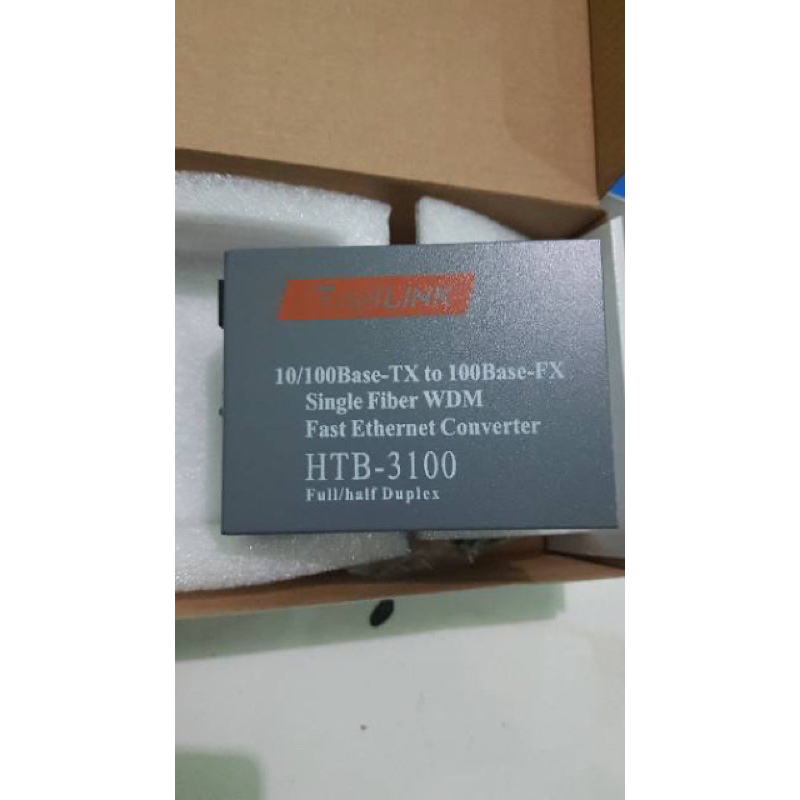 10/100Base-TX to 100Base-FX
Single Fiber WDM
Fast Ethernet Converter
HTB-3100
Full/half Duplex